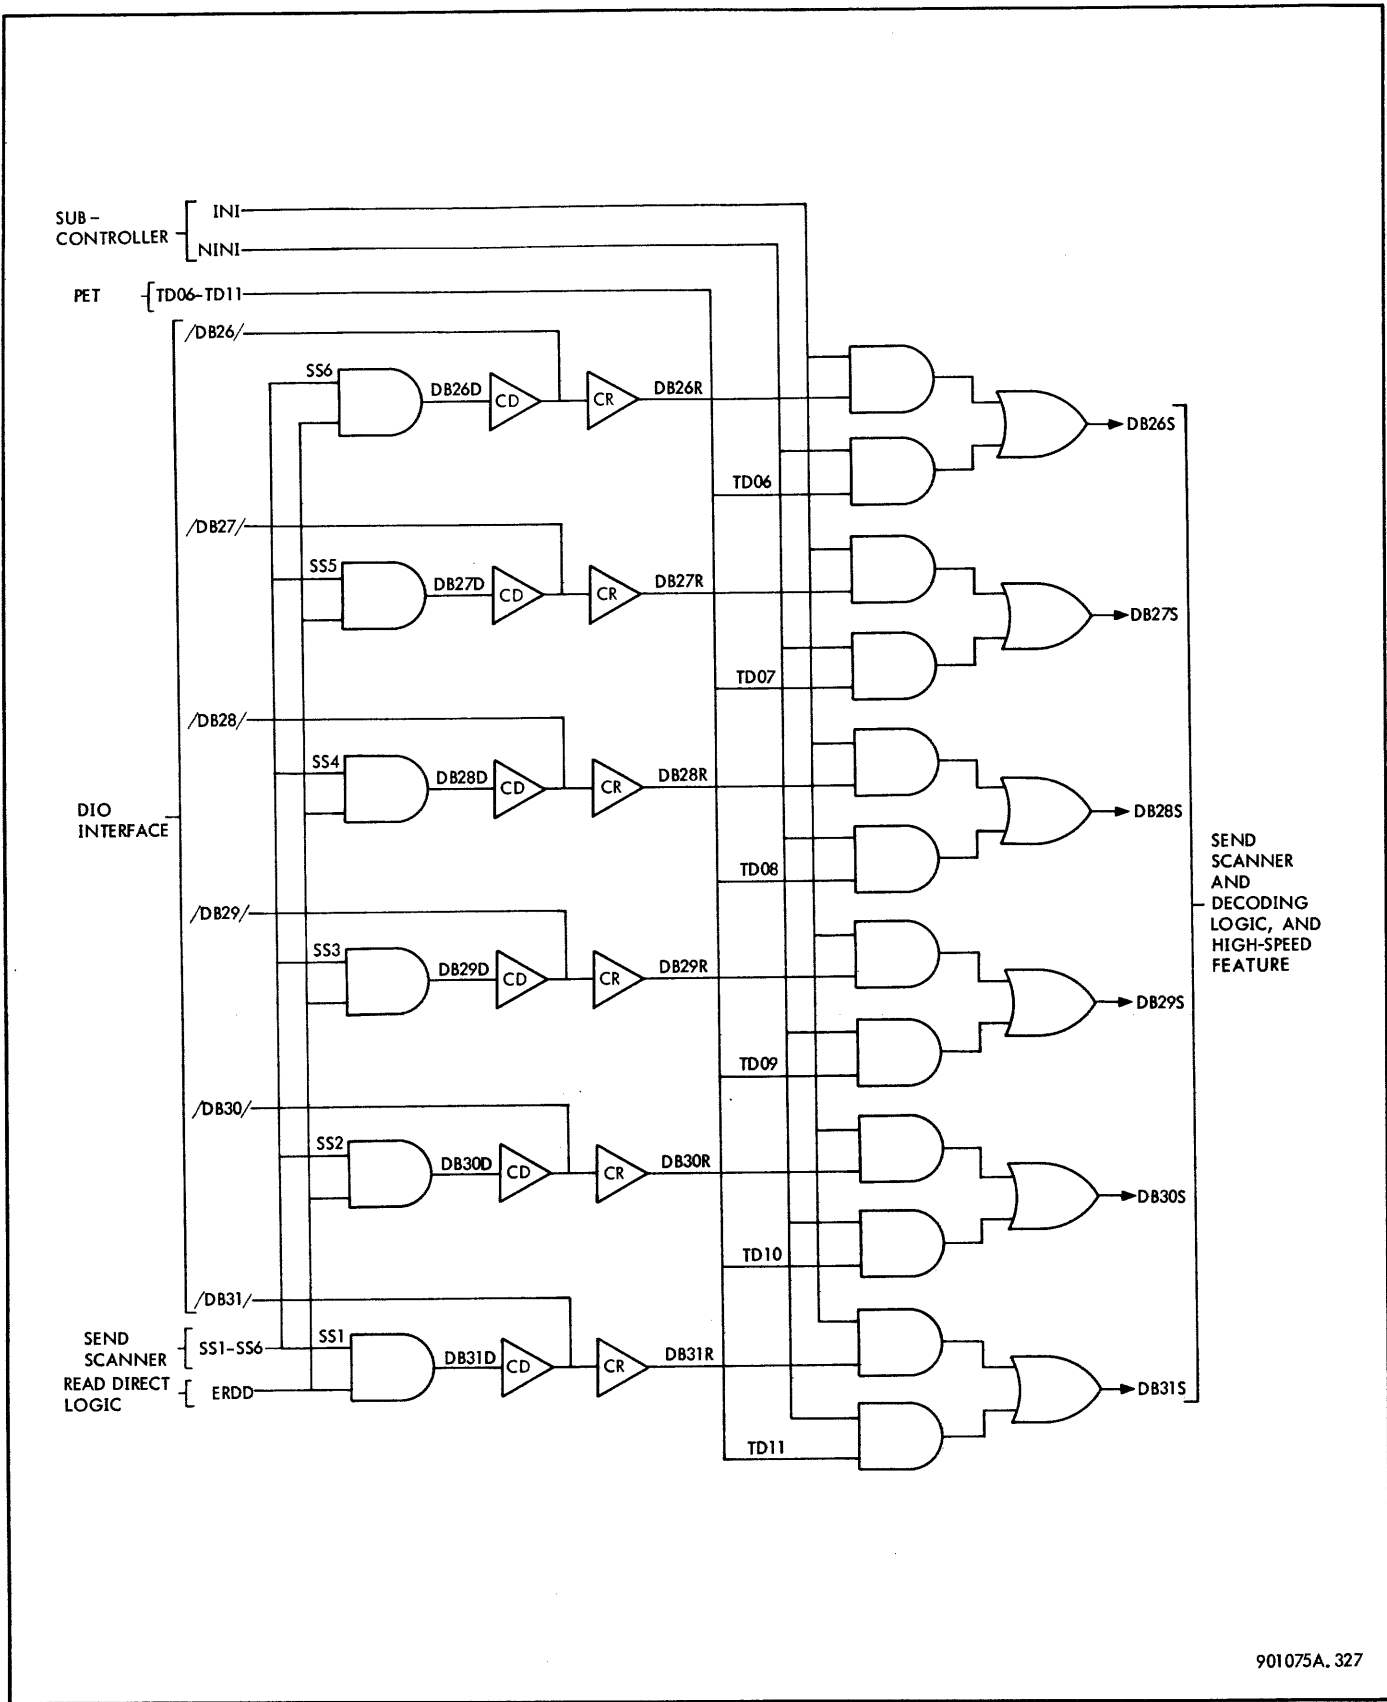 SUB-
CONTROLLER
INI
NINI
PET
TD06-TD11
/DB26/
SS6
DB26D
CD
CR
DB26R
TD06
DB26S
/DB27/
SS5
DB27D
CD
CR
DB27R
TD07
DB27S
/DB28/
SS4
DB28D
CD
CR
DB28R
TD08
DB28S
DIO
INTERFACE
SEND
SCANNER
AND
DECODING
LOGIC, AND
HIGH-SPEED
FEATURE
/DB29/
SS3
DB29D
CD
CR
DB29R
TD09
DB29S
/DB30/
SS2
DB30D
CD
CR
DB30R
TD10
DB30S
/DB31/
SEND
SCANNER
SS1-SS6
SS1
DB31D
CD
CR
DB31R
TD11
DB31S
READ DIRECT
LOGIC
ERDD
901075A.327